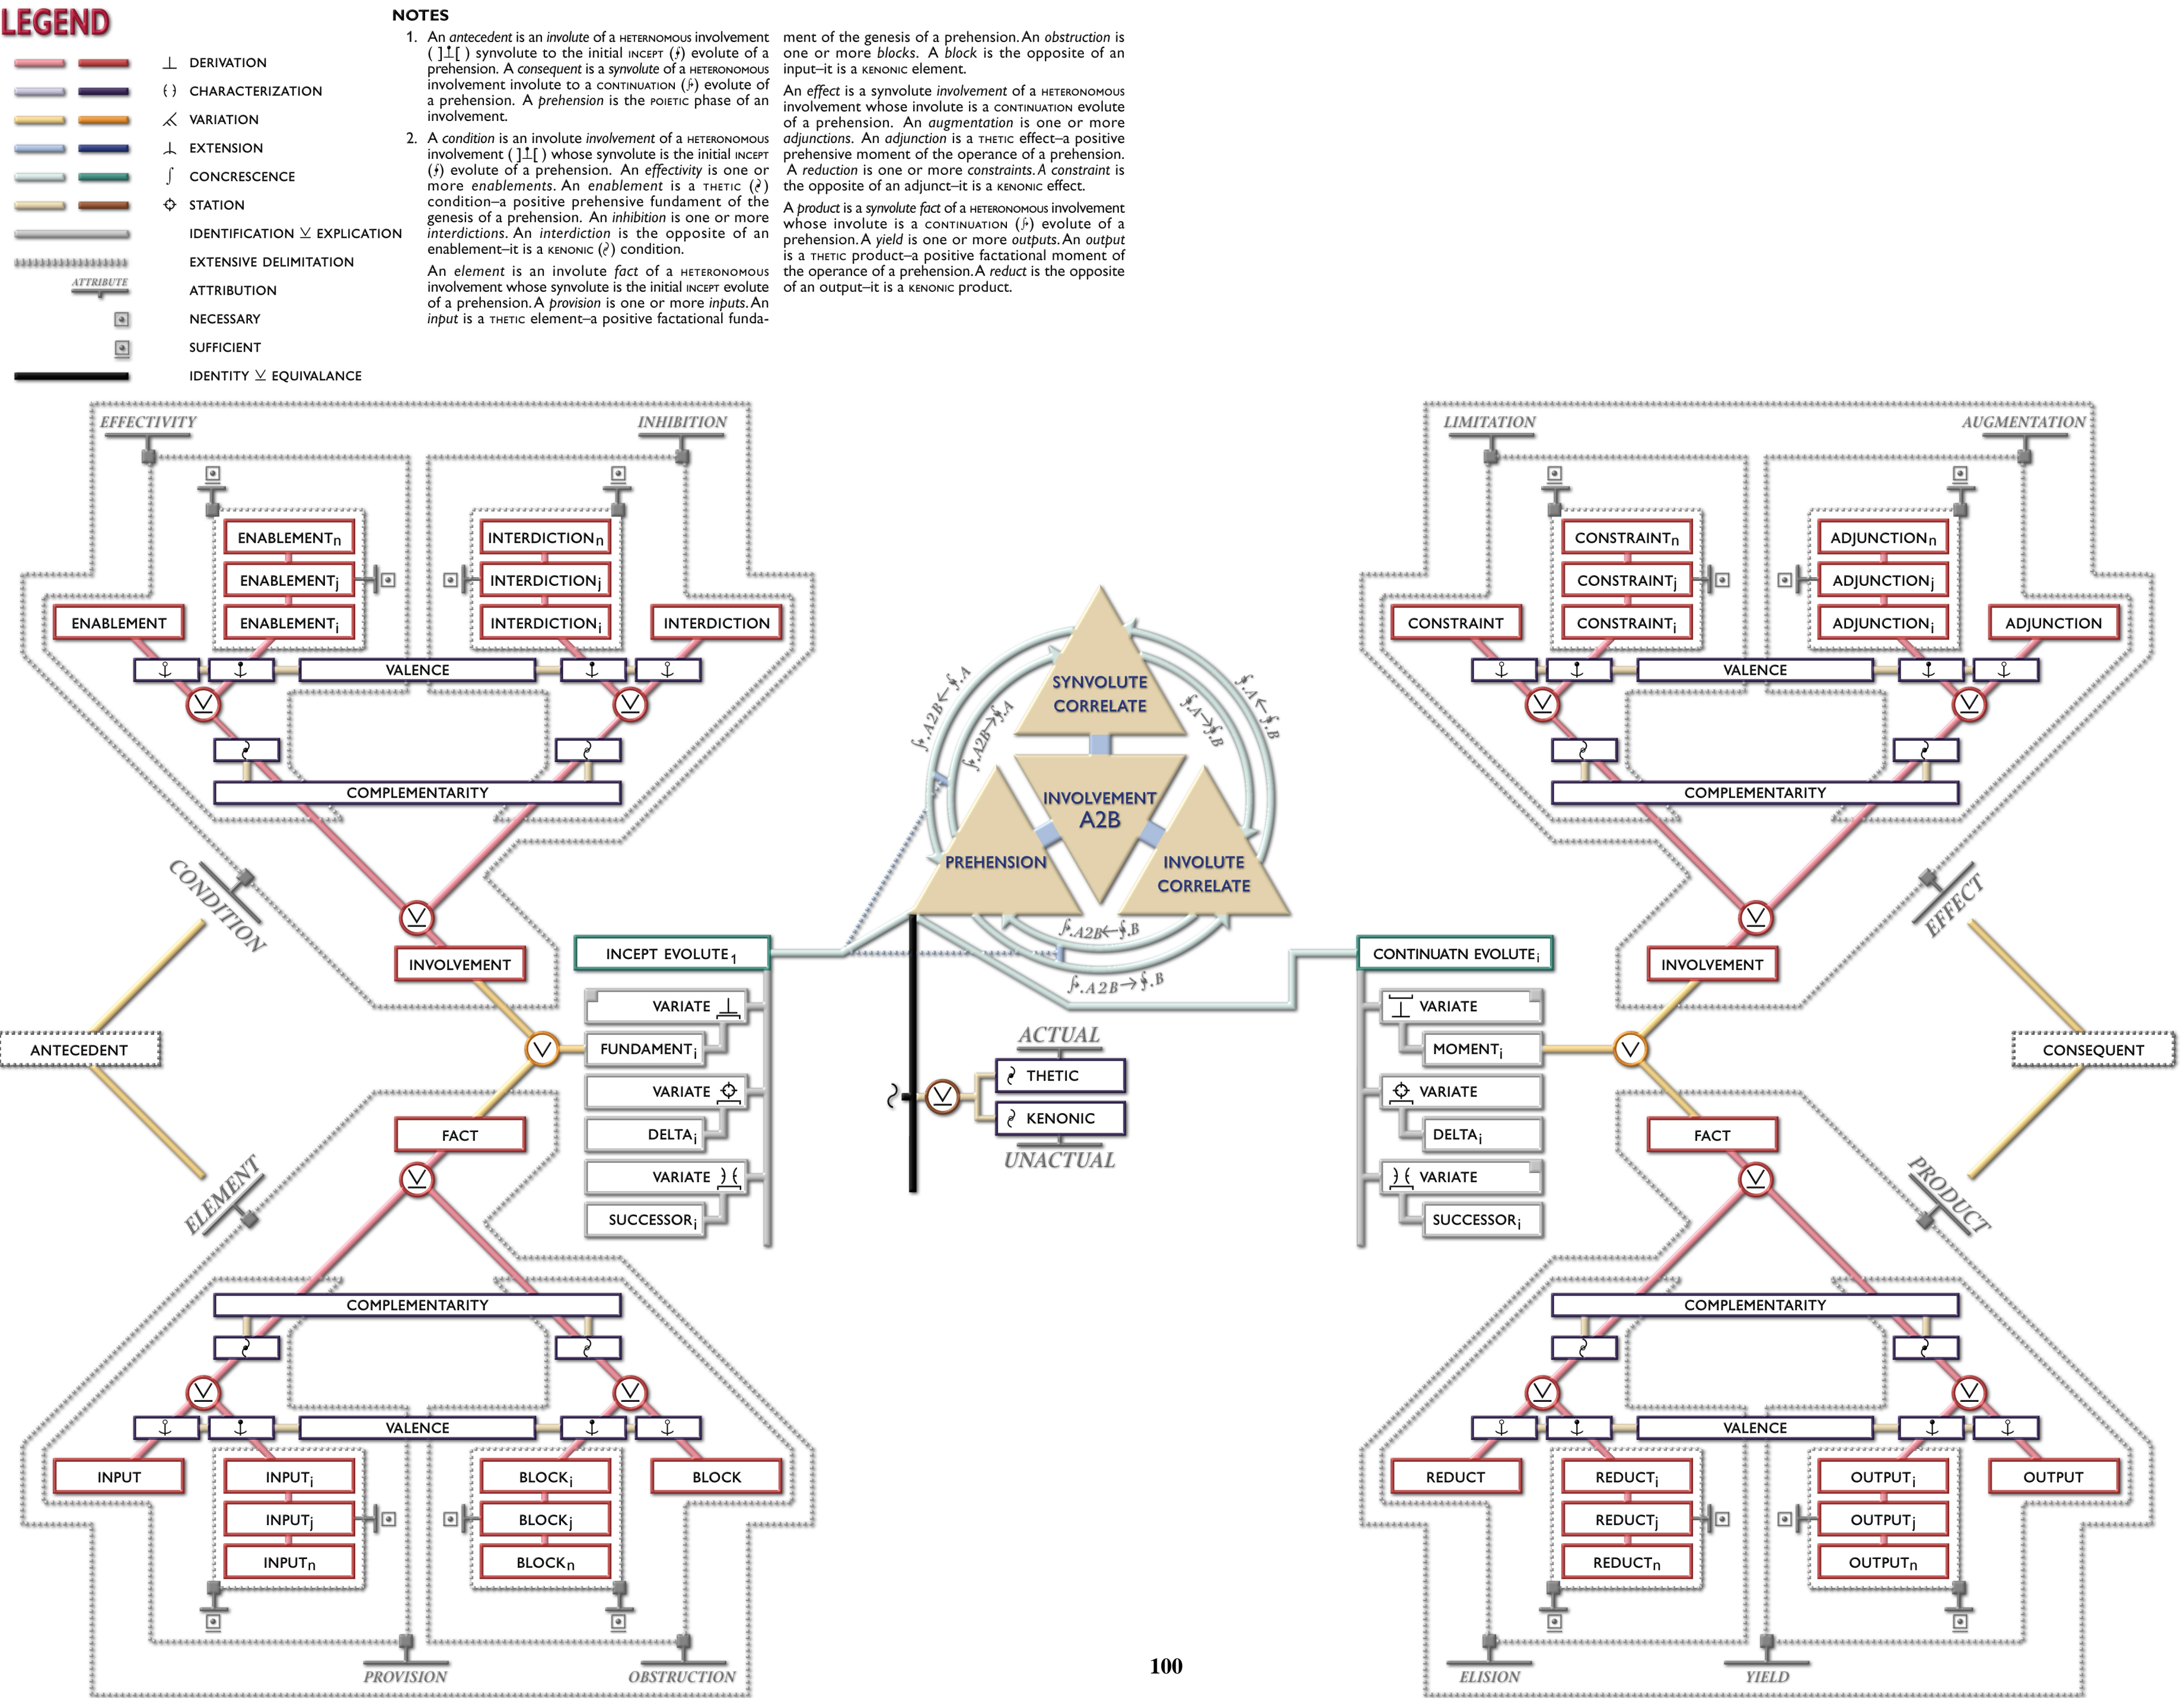 LEGEND
DERIVATION
CHARACTERIZATION
VARIATION
EXTENSION
CONCRESCENCE
STATION
IDENTIFICATION ⊻ EXPLICATION
EXTENSIVE DELIMITATION
ATTRIBUTE
ATTRIBUTION
NECESSARY
SUFFICIENT
IDENTITY ⊻ EQUIVALANCE
NOTES
1. An antecedent is an involute of a HETERNOMOUS involvement
( ]⊥[ ) synvolute to the initial INCEPT (∮) evolute of a
prehension. A consequent is a synvolute of a HETERONOMOUS
involvement involute to a CONTINUATION (∮) evolute of
a prehension. A prehension is the POIETIC phase of an
involvement.
2. A condition is an involute involvement of a HETERONOMOUS
involvement ( ]⊥[ ) whose synvolute is the initial INCEPT
(∮) evolute of a prehension. An effectivity is one or
more enablements. An enablement is a THETIC (∂)
condition–a positive prehensive fundament of the
genesis of a prehension. An inhibition is one or more
interdictions. An interdiction is the opposite of an
enablement–it is a KENONIC (∂) condition.
An element is an involute fact of a HETERONOMOUS
involvement whose synvolute is the initial INCEPT evolute
of a prehension. A provision is one or more inputs. An
input is a THETIC element–a positive factational funda-
ment of the genesis of a prehension. An obstruction is
one or more blocks. A block is the opposite of an
input–it is a KENONIC element.
An effect is a synvolute involvement of a HETERONOMOUS
involvement whose involute is a CONTINUATION evolute
of a prehension. An augmentation is one or more
adjunctions. An adjunction is a THETIC effect–a positive
prehensive moment of the operance of a prehension.
A reduction is one or more constraints. A constraint is
the opposite of an adjunct–it is a KENONIC effect.
A product is a synvolute fact of a HETERONOMOUS involvement
whose involute is a CONTINUATION (∮) evolute of a
prehension. A yield is one or more outputs. An output
is a THETIC product–a positive factational moment of
the operance of a prehension. A reduct is the opposite
of an output–it is a KENONIC product.
EFFECTIVITY
INHIBITION
ENABLEMENTn
INTERDICTIONn
ENABLEMENTj
INTERDICTIONj
ENABLEMENT
ENABLEMENTi
INTERDICTIONi
INTERDICTION
VALENCE
COMPLEMENTARITY
CONDITION
INVOLVEMENT
ANTECEDENT
FACT
ELEMENT
COMPLEMENTARITY
VALENCE
INPUT
INPUTi
BLOCKi
BLOCK
INPUTj
BLOCKj
INPUTn
BLOCKn
PROVISION
OBSTRUCTION
INCEPT EVOLUTE1
VARIATE
FUNDAMENTi
VARIATE
DELTAi
VARIATE
SUCCESSORi
SYNVOLUTE
CORRELATE
INVOLVEMENT
A2B
PREHENSION
INVOLUTE
CORRELATE
∮.A2B←∮.A
∮.A2B→∮.A
∮.A→∮.B
∮.A←∮.B
∮.A2B←∮.B
∮.A2B→∮.B
ACTUAL
THETIC
KENONIC
UNACTUAL
CONTINUATN EVOLUTEi
VARIATE
MOMENTi
VARIATE
DELTAi
VARIATE
SUCCESSORi
LIMITATION
AUGMENTATION
CONSTRAINTn
ADJUNCTIONn
CONSTRAINTj
ADJUNCTIONj
CONSTRAINT
CONSTRAINTi
ADJUNCTIONi
ADJUNCTION
VALENCE
COMPLEMENTARITY
EFFECT
INVOLVEMENT
CONSEQUENT
FACT
PRODUCT
COMPLEMENTARITY
VALENCE
REDUCT
REDUCTi
OUTPUTi
OUTPUT
REDUCTj
OUTPUTj
REDUCTn
OUTPUTn
ELISION
YIELD
100